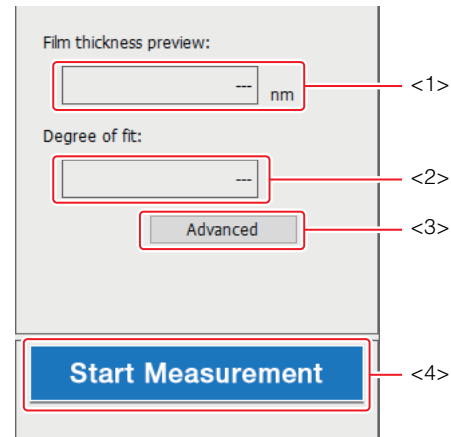 Film thickness preview:
--- nm <1>
Degree of fit:
--- <2>
Advanced <3>
Start Measurement <4>